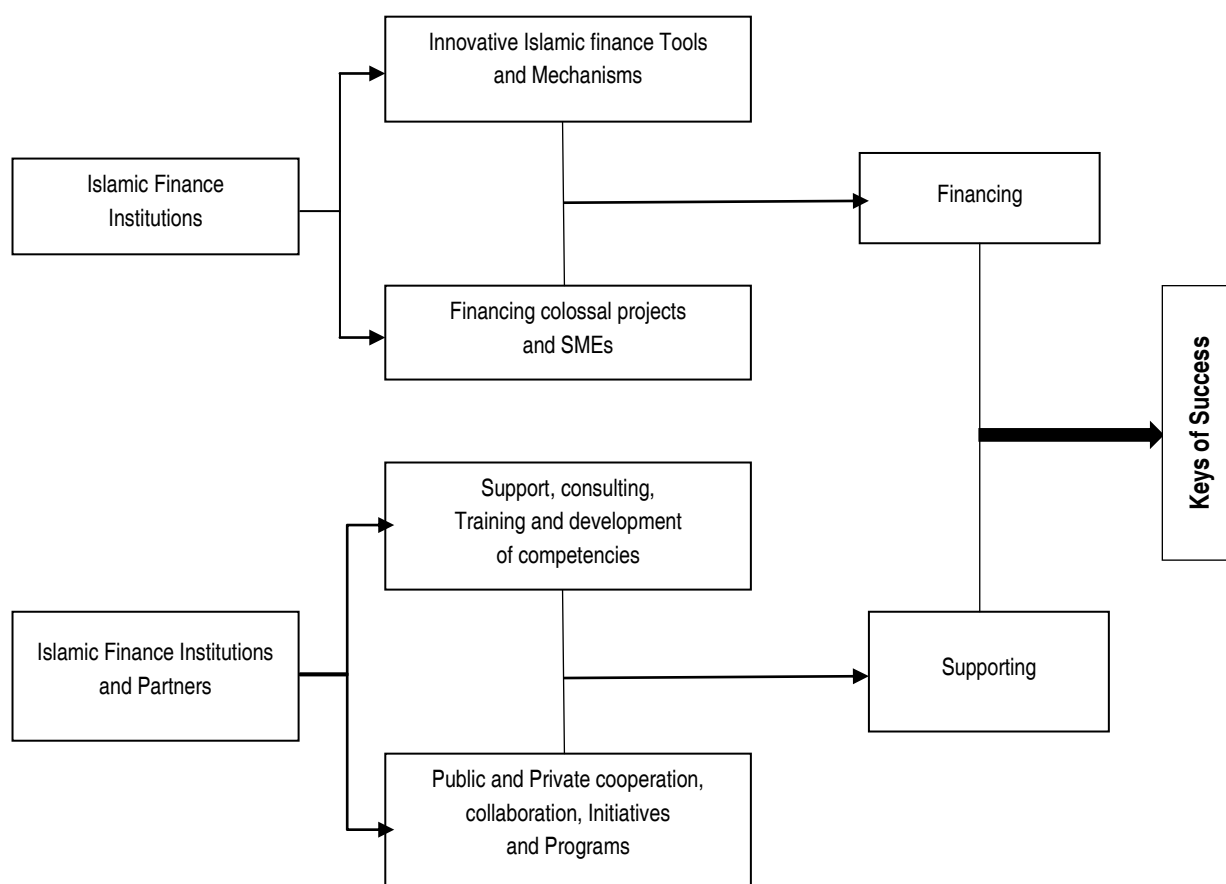 Innovative Islamic finance Tools
and Mechanisms
Islamic Finance
Institutions
Financing
Financing colossal projects
and SMEs
Keys of Success
Support, consulting,
Training and development
of competencies
Islamic Finance Institutions
and Partners
Supporting
Public and Private cooperation,
collaboration, Initiatives
and Programs